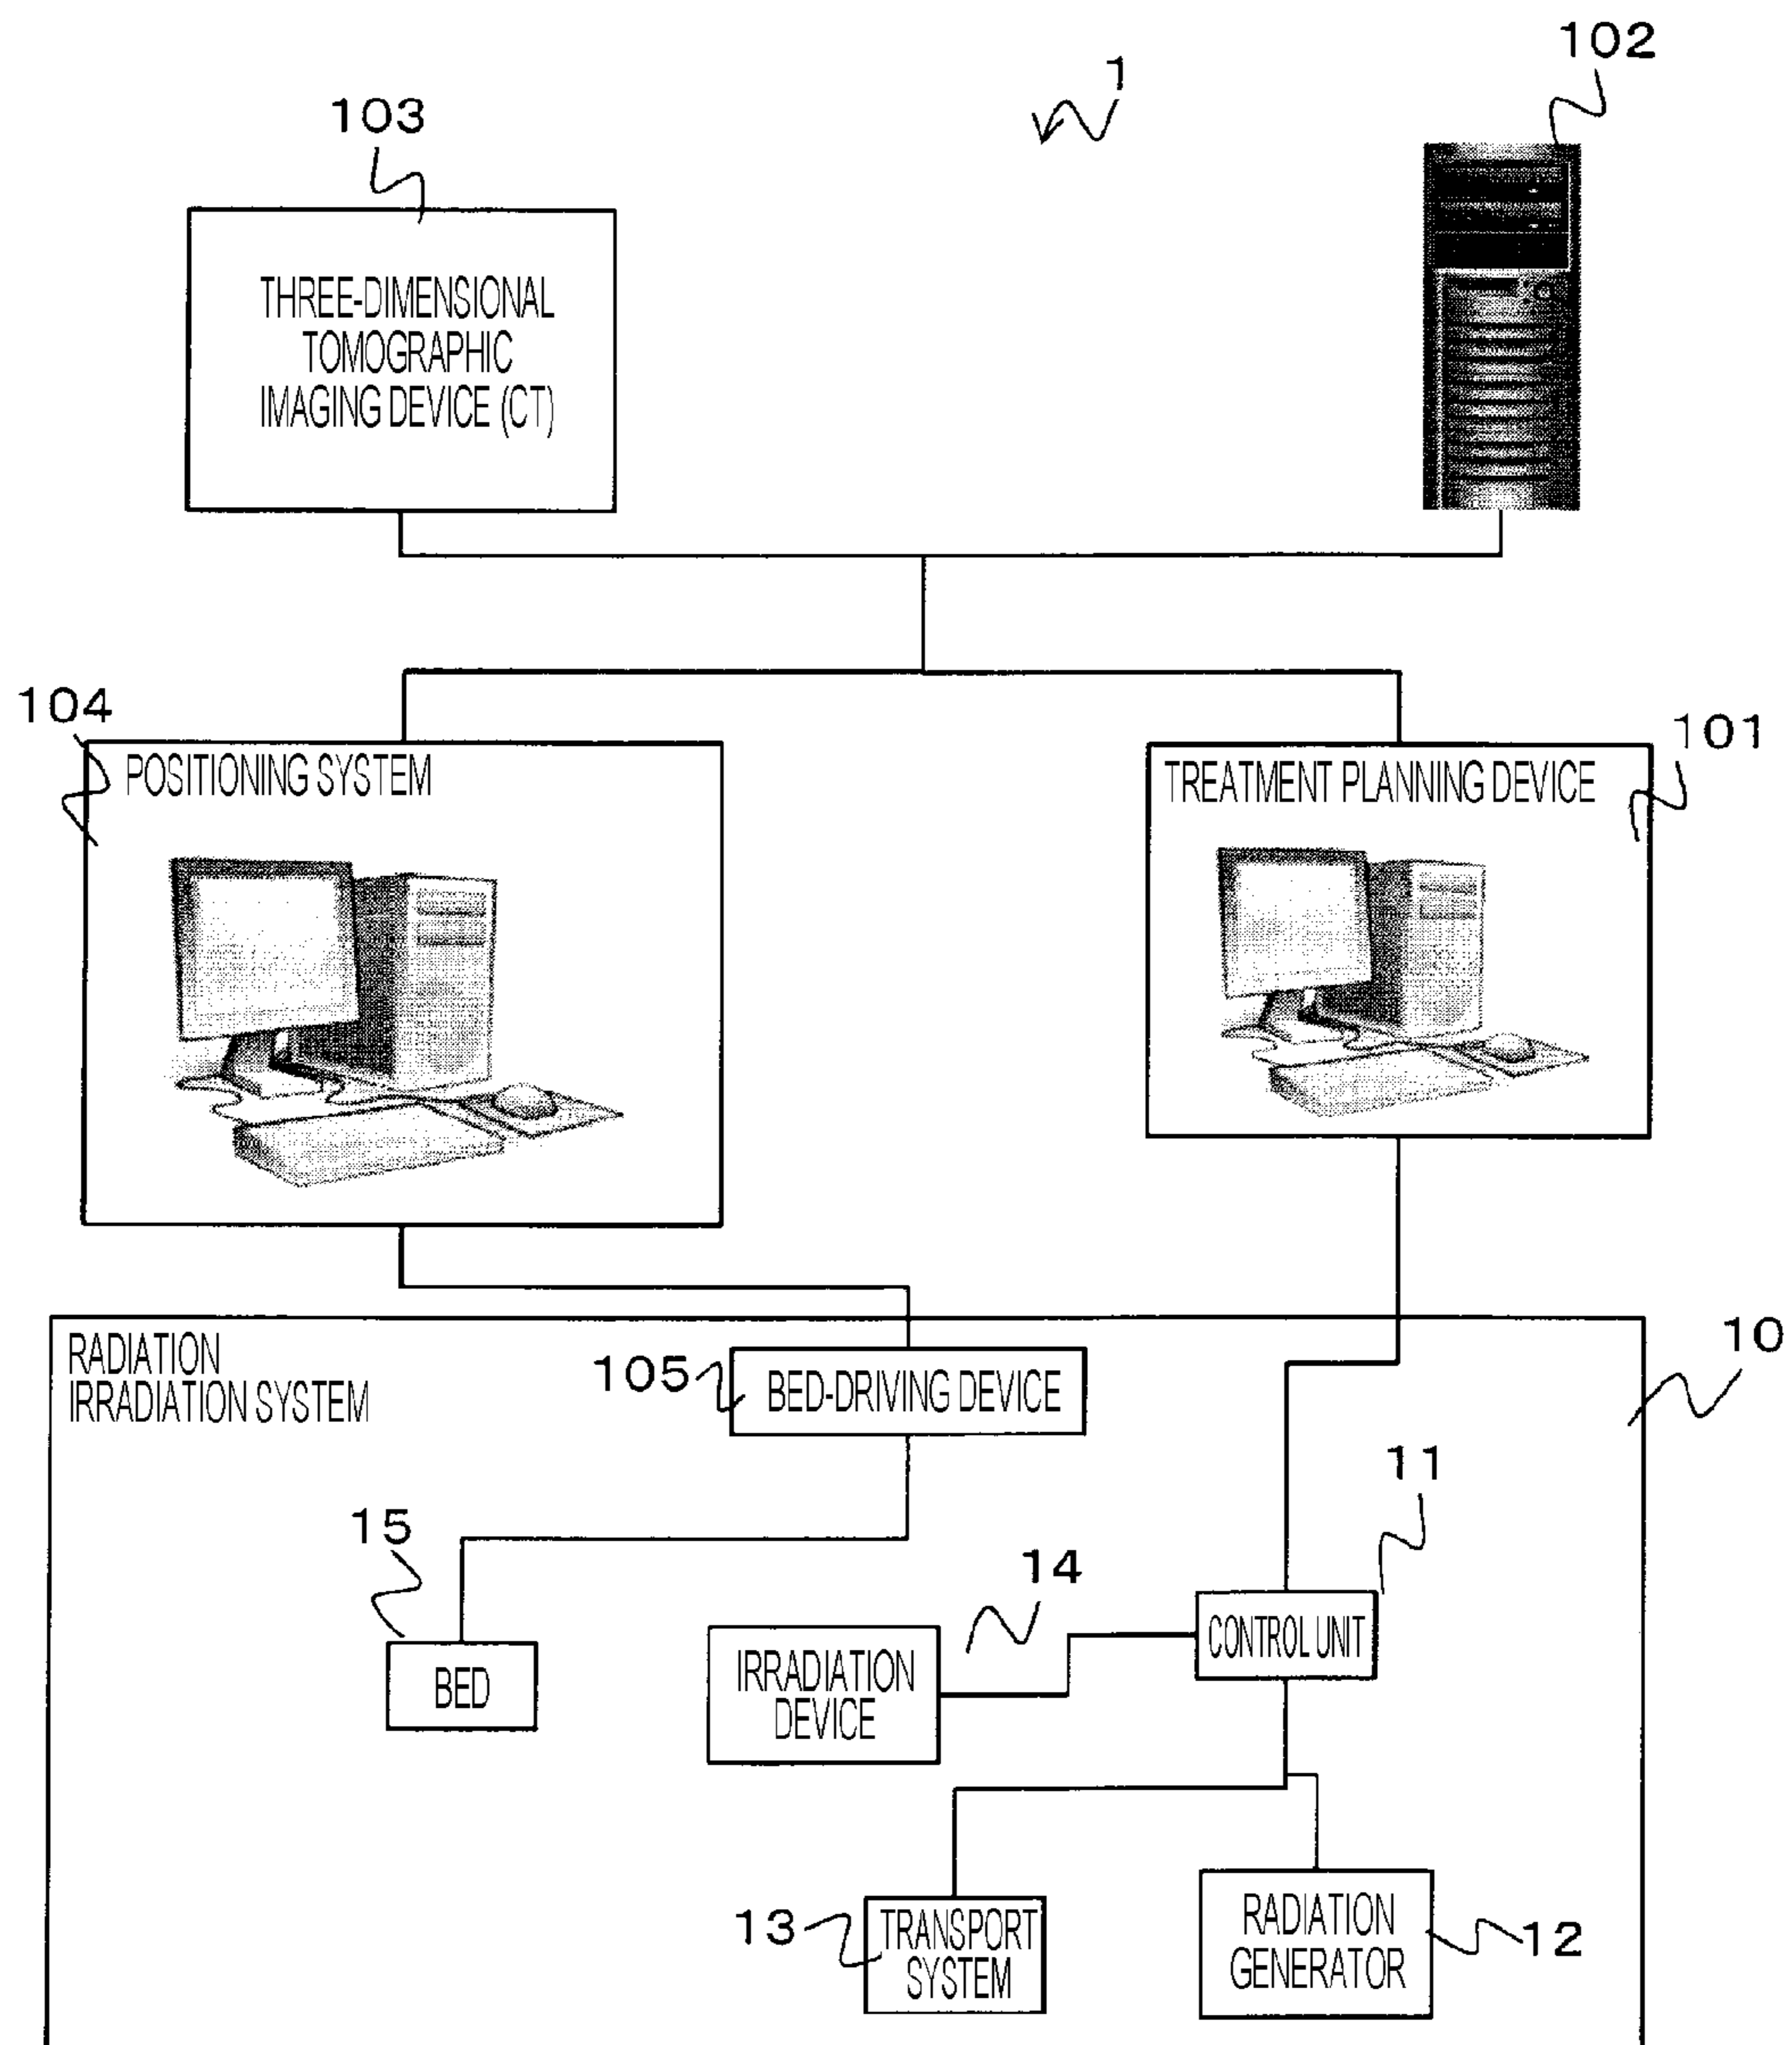 102
1
103
THREE-DIMENSIONAL
TOMOGRAPHIC
IMAGING DEVICE (CT)
104
POSITIONING SYSTEM
101
TREATMENT PLANNING DEVICE
10
RADIATION
IRRADIATION SYSTEM
105
BED-DRIVING DEVICE
11
15
14
CONTROL UNIT
BED
IRRADIATION
DEVICE
13
TRANSPORT
SYSTEM
RADIATION
GENERATOR
12